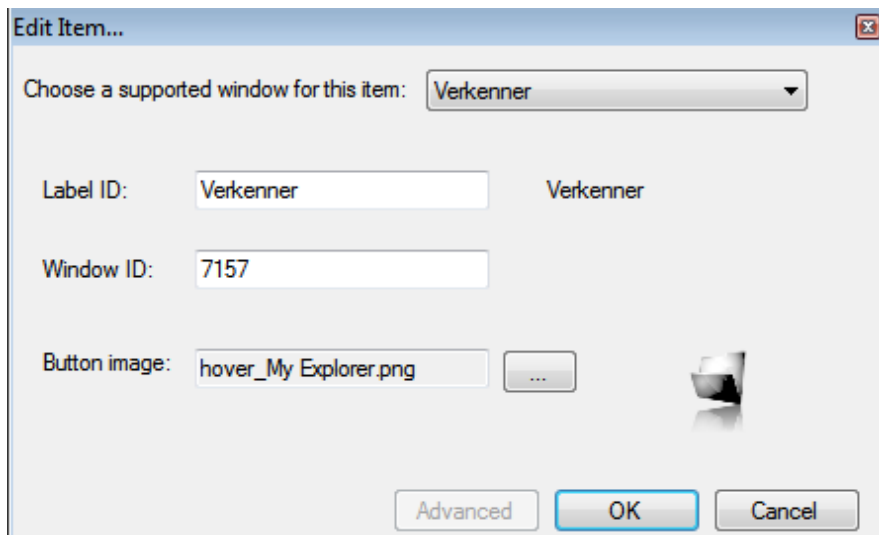 Edit Item...
Choose a supported window for this item: Verkenner
Label ID: Verkenner Verkenner
Window ID: 7157
Button image: hover_My Explorer.png ...
Advanced OK Cancel